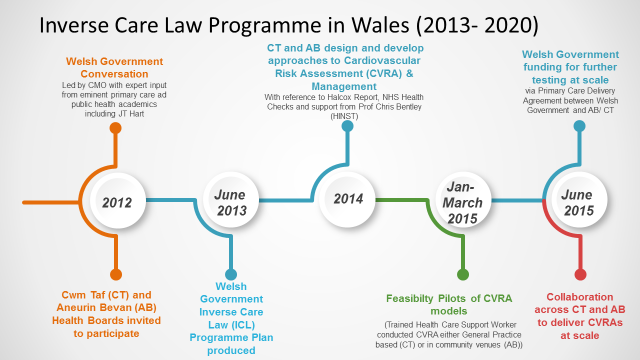 Inverse Care Law Programme in Wales (2013- 2020)
Welsh Government
Conversation
Led by CMO with expert input
from eminent primary care ad
public health academics
including JT Hart
CT and AB design and develop
approaches to Cardiovascular
Risk Assessment (CVRA) &
Management
With reference to Halcox Report, NHS Health
Checks and support from Prof Chris Bentley
(HINST)
Welsh Government
funding for further
testing at scale
via Primary Care Delivery
Agreement between Welsh
Government and AB/ CT
2012
June
2013
2014
Jan-
March
2015
June
2015
Cwm Taf (CT) and
Aneurin Bevan (AB)
Health Boards invited
to participate
Welsh
Government
Inverse Care
Law (ICL)
Programme Plan
produced
Feasibilty Pilots of CVRA
models
(Trained Health Care Support Worker
conducted CVRA either General Practice
based (CT) or in community venues (AB))
Collaboration
across CT and AB
to deliver CVRAs
at scale